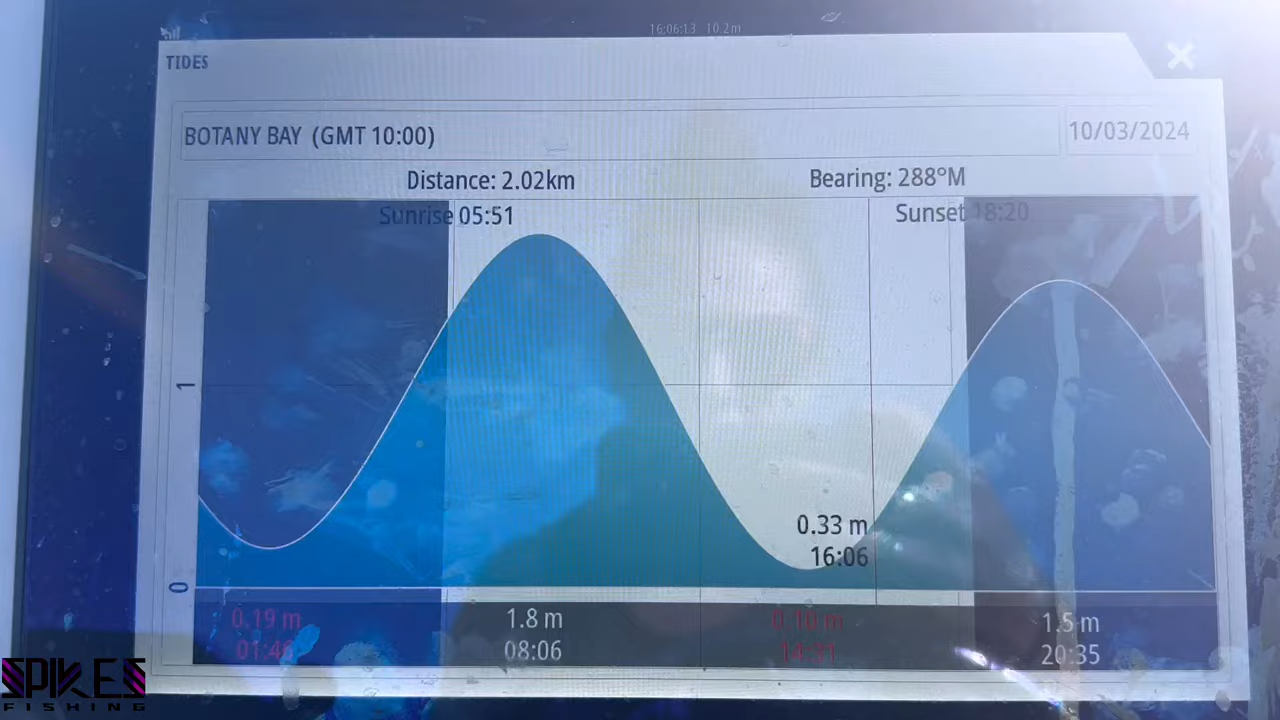 16:06:13 10.2m
TIDES
BOTANY BAY (GMT 10:00)
10/03/2024
Distance: 2.02km
Bearing: 288°M
Sunrise 05:51
Sunset 18:20
1
0.33 m
16:06
0
0.19 m
1.8 m
0.10 m
1.5 m
08:06
20:35
SPIKES
FISHING